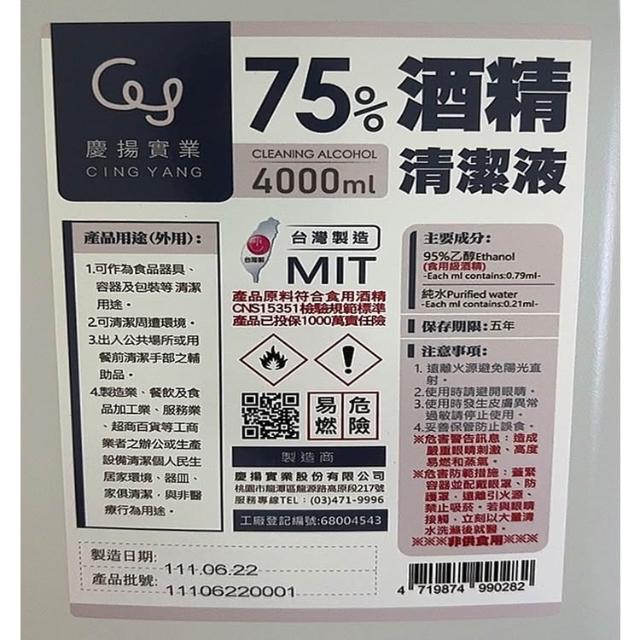 Cys
慶揚實業
CING YANG
75% 酒精
CLEANING ALCOHOL
4000ml
清潔液
產品用途(外用):
1.可作為食品器具、
容器及包裝等 清潔
用途。
2.可清潔周遭環境。
3.出入公共場所或用
餐前清潔手部之輔
助品。
4.製造業、餐飲及食
品加工業、服務業
、超商百貨等工商
業者之辦公或生產
設備清潔個人民生
居家環境、器皿、
家俱清潔,與非醫
療行為用途。
台灣製
台灣製造
MIT
產品原料符合食用酒精
CNS15351檢驗規範標準
產品已投保1000萬責任險
易燃
危險
製造商
慶揚實業股份有限公司
桃園市龍潭區龍源路高原段217號
服務專線TEL:(03)471-9996
工廠登記編號:68004543
主要成分:
95%乙醇Ethanol
(食用級酒精)
-Each ml contains:0.79ml-
純水Purified water
-Each ml contains:0.21ml-
保存期限:五年
注意事項:
1. 遠離火源避免陽光直
射。
2.使用時請避開眼睛。
3.使用時發生皮膚異常
過敏請停止使用。
4.妥善保管防止誤食。
※危害警告訊息:造成
嚴重眼睛刺激、高度
易燃和蒸氣。
※危害防範措施:蓋緊
容器並配戴眼罩、防
護罩,遠離引火源、
禁止吸菸。若與眼睛
接觸,立刻以大量清
水洗滌後就醫。
※※※非供食用※※※
製造日期:
111.06.22
產品批號:
11106220001
4 719874 990282